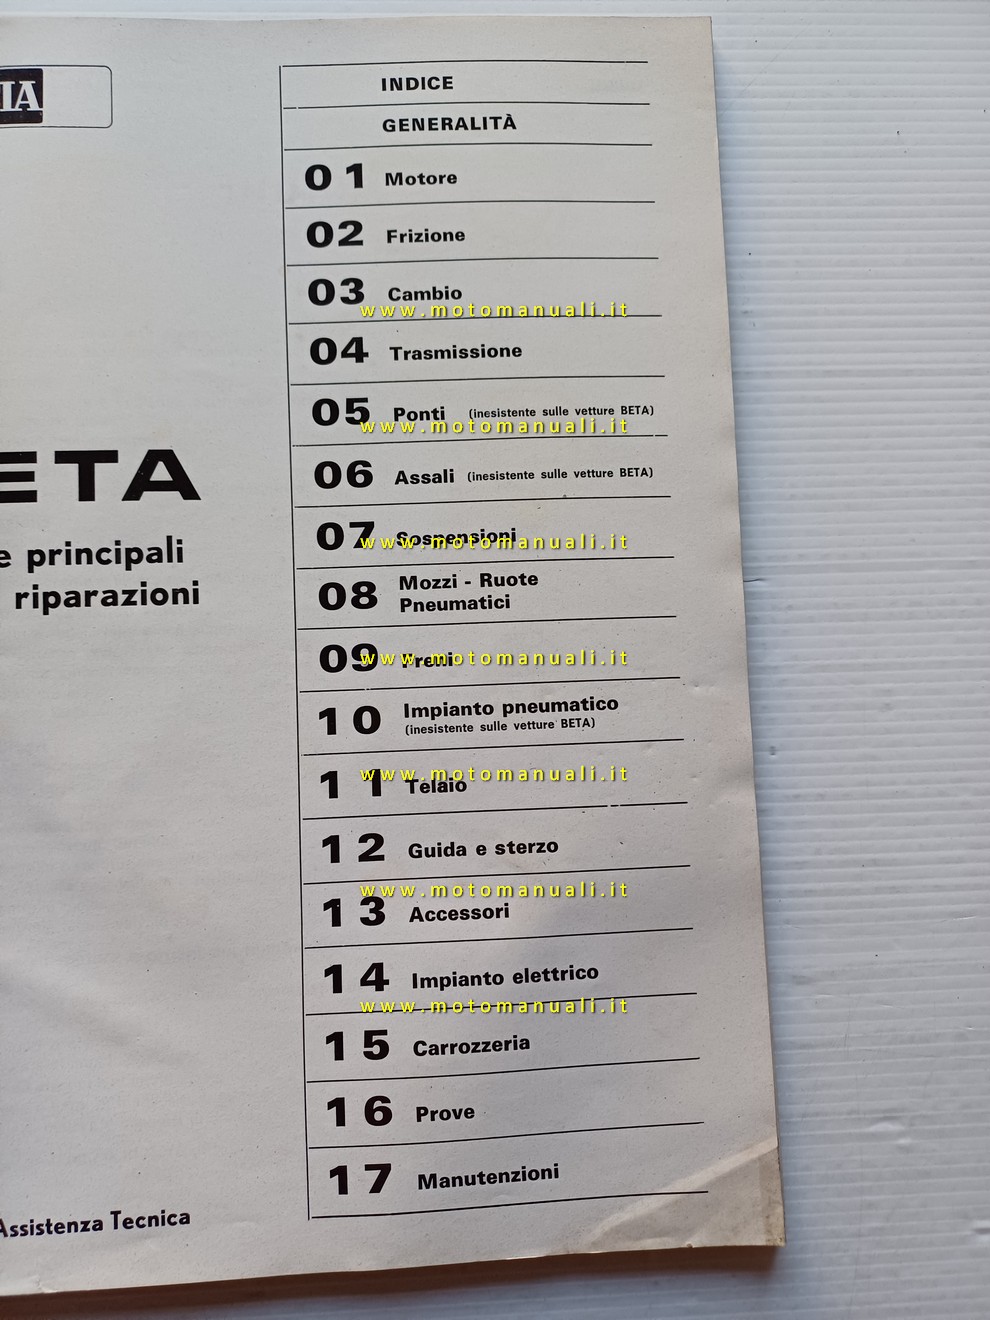 IA
INDICE
GENERALITÀ
01 Motore
02 Frizione
03 Cambio
www.motomanuali.it
04 Trasmissione
05 Ponti (inesistente sulle vetture BETA)
www.motomanuali.it
ETA
06 Assali (inesistente sulle vetture BETA)
07 Sospensioni
www.motomanuali.it
e principali
riparazioni
08 Mozzi - Ruote
Pneumatici
09 Freni
www.motomanuali.it
10 Impianto pneumatico
(inesistente sulle vetture BETA)
www.motomanuali.it
11 Telaio
12 Guida e sterzo
www.motomanuali.it
13 Accessori
14 Impianto elettrico
www.motomanuali.it
15 Carrozzeria
16 Prove
17 Manutenzioni
Assistenza Tecnica